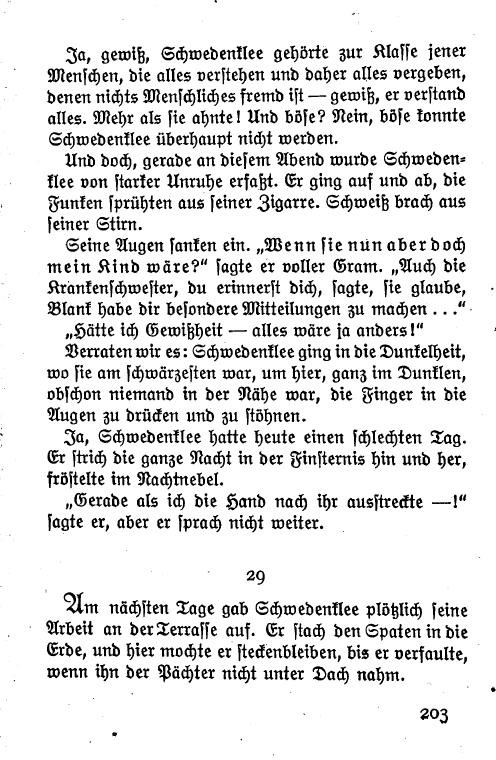 Ja, gewiß, Schwedenklee gehörte zur Klasse jener
Menschen, die alles verstehen und daher alles vergeben,
denen nichts Menschliches fremd ist — gewiß, er verstand
alles. Mehr als sie ahnte! Und böse? Nein, böse konnte
Schwedenklee überhaupt nicht werden.
Und doch, gerade an diesem Abend wurde Schweden-
klee von starker Unruhe erfaßt. Er ging auf und ab, die
Funken sprühten aus seiner Zigarre. Schweiß brach aus
seiner Stirn.
Seine Augen sanken ein. „Wenn sie nun aber doch
mein Kind wäre?“ sagte er voller Gram. „Auch die
Krankenschwester, du erinnerst dich, sagte, sie glaube,
Blank habe dir besondere Mitteilungen zu machen ...“
„Hätte ich Gewißheit — alles wäre ja anders!“
Verraten wir es: Schwedenklee ging in die Dunkelheit,
wo sie am schwärzesten war, um hier, ganz im Dunklen,
obschon niemand in der Nähe war, die Finger in die
Augen zu drücken und zu stöhnen.
Ja, Schwedenklee hatte heute einen schlechten Tag.
Er strich die ganze Nacht in der Finsternis hin und her,
fröstelte im Nachtnebel.
„Gerade als ich die Hand nach ihr ausstreckte —!“
sagte er, aber er sprach nicht weiter.
29
Am nächsten Tage gab Schwedenklee plötzlich seine
Arbeit an der Terrasse auf. Er stach den Spaten in die
Erde, und hier mochte er steckenbleiben, bis er verfaulte,
wenn ihn der Pächter nicht unter Dach nahm.
203